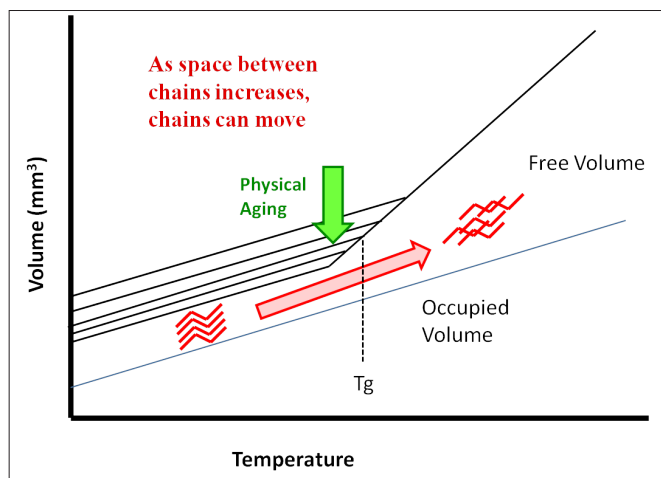 As space between
chains increases,
chains can move
Physical
Aging
Free Volume
Volume (mm³)
Occupied
Volume
Tg
Temperature